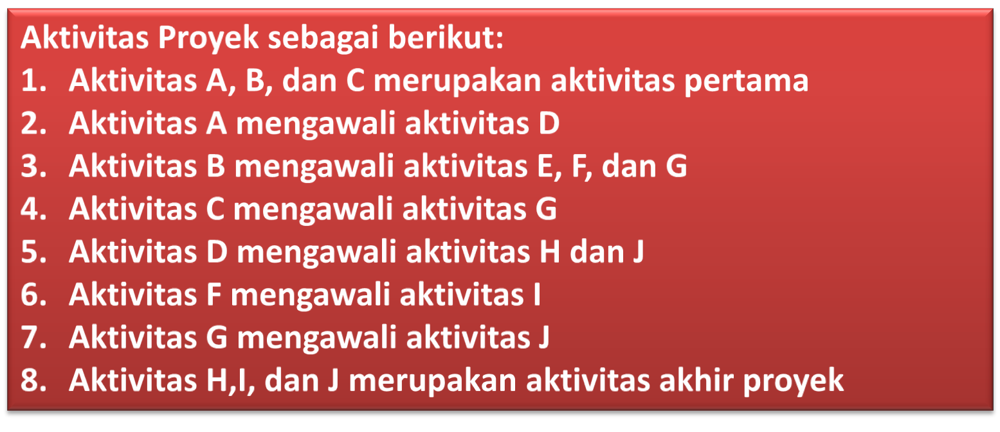 Aktivitas Proyek sebagai berikut:
1. Aktivitas A, B, dan C merupakan aktivitas pertama
2. Aktivitas A mengawali aktivitas D
3. Aktivitas B mengawali aktivitas E, F, dan G
4. Aktivitas C mengawali aktivitas G
5. Aktivitas D mengawali aktivitas H dan J
6. Aktivitas F mengawali aktivitas I
7. Aktivitas G mengawali aktivitas J
8. Aktivitas H,I, dan J merupakan aktivitas akhir proyek